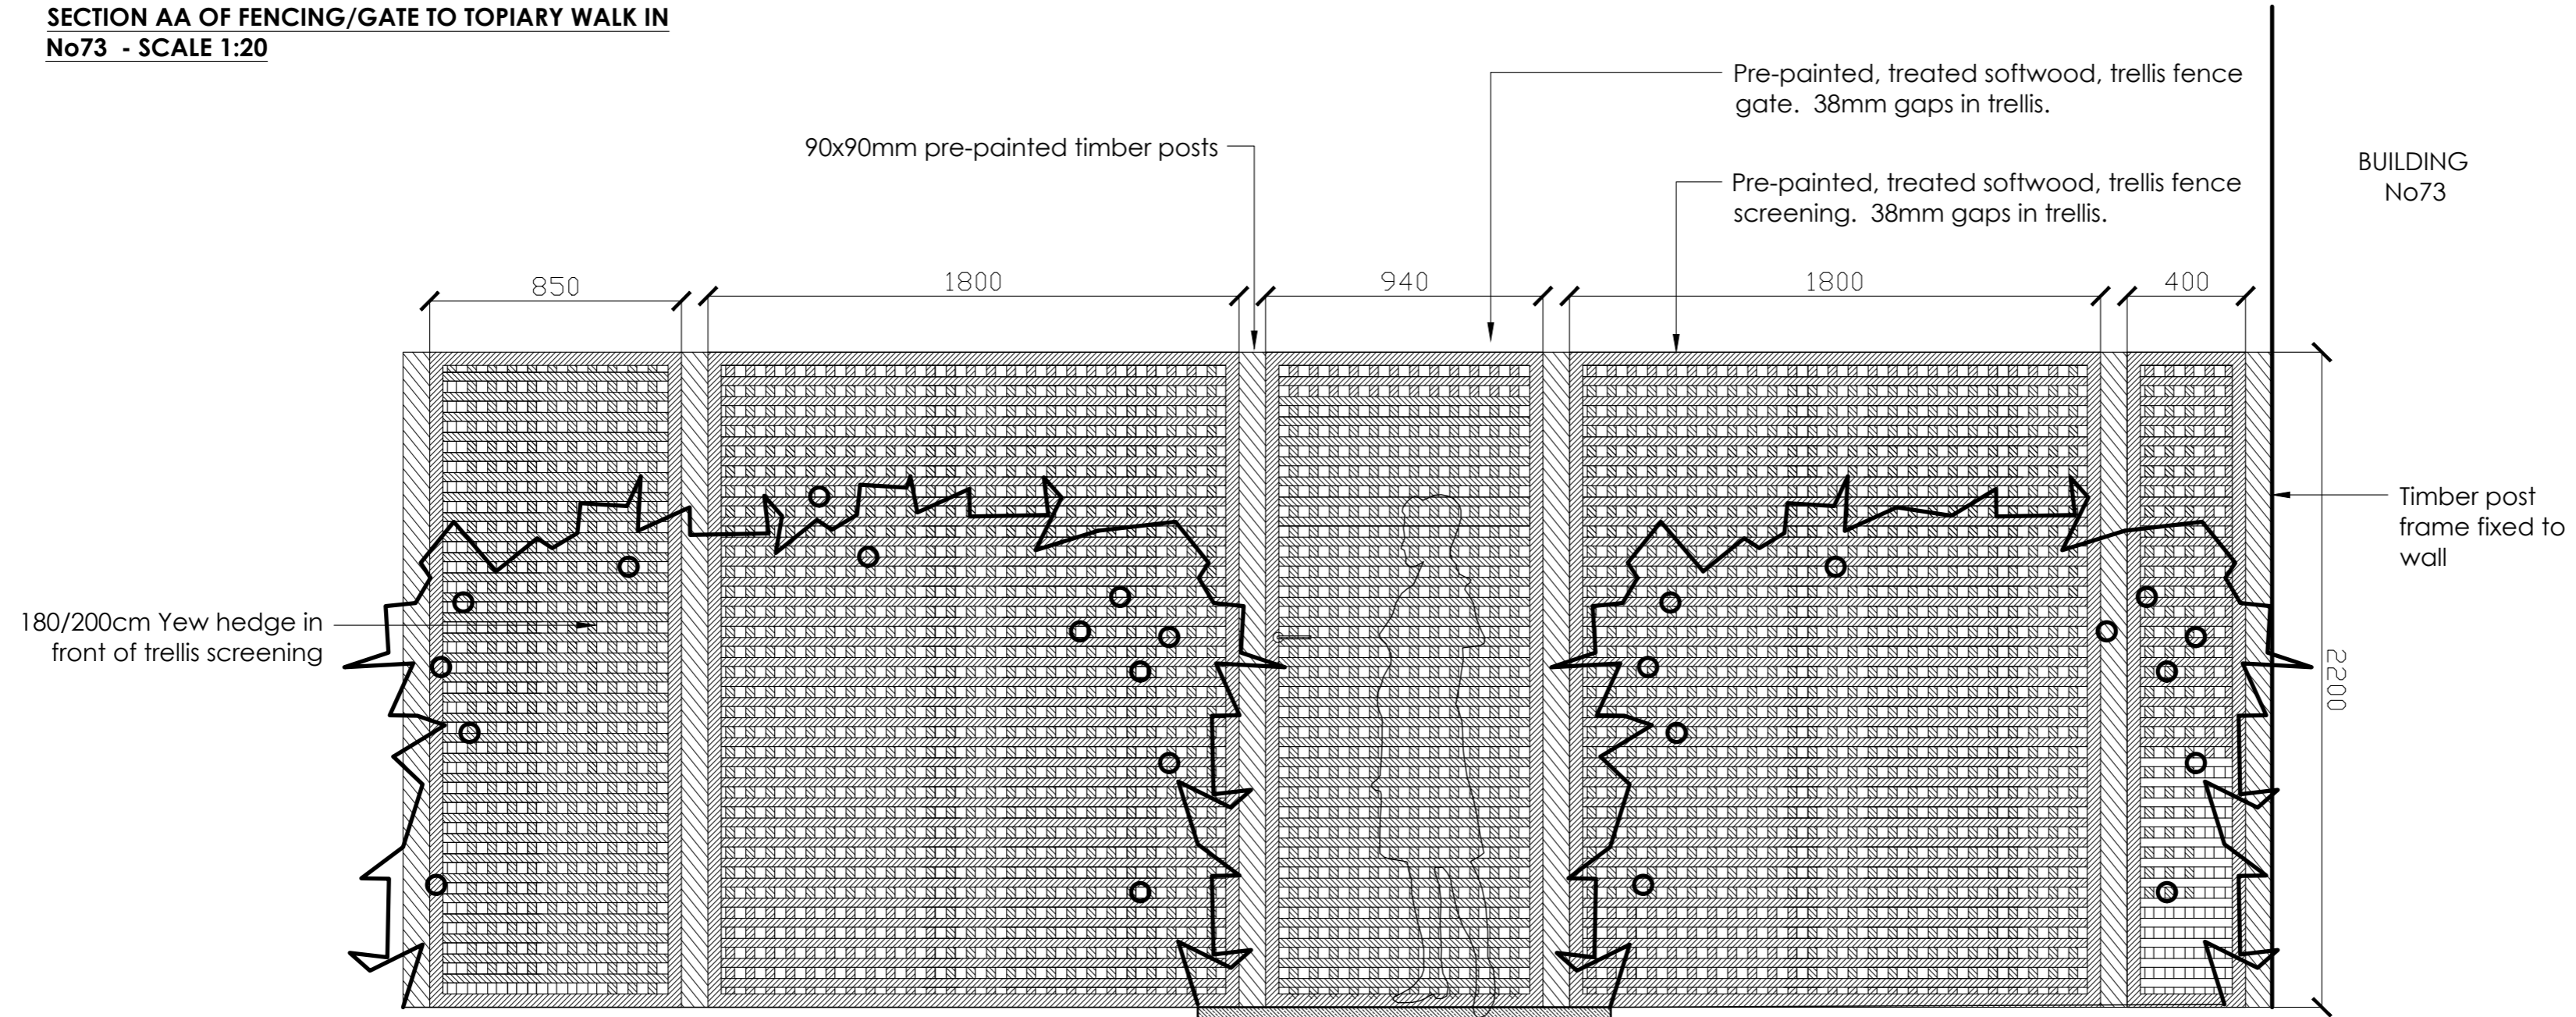 SECTION AA OF FENCING/GATE TO TOPIARY WALK IN
No73 - SCALE 1:20
Pre-painted, treated softwood, trellis fence
gate. 38mm gaps in trellis.
90x90mm pre-painted timber posts
BUILDING
No73
Pre-painted, treated softwood, trellis fence
screening. 38mm gaps in trellis.
850
1800
940
1800
400
Timber post
frame fixed to
wall
180/200cm Yew hedge in
front of trellis screening
2200